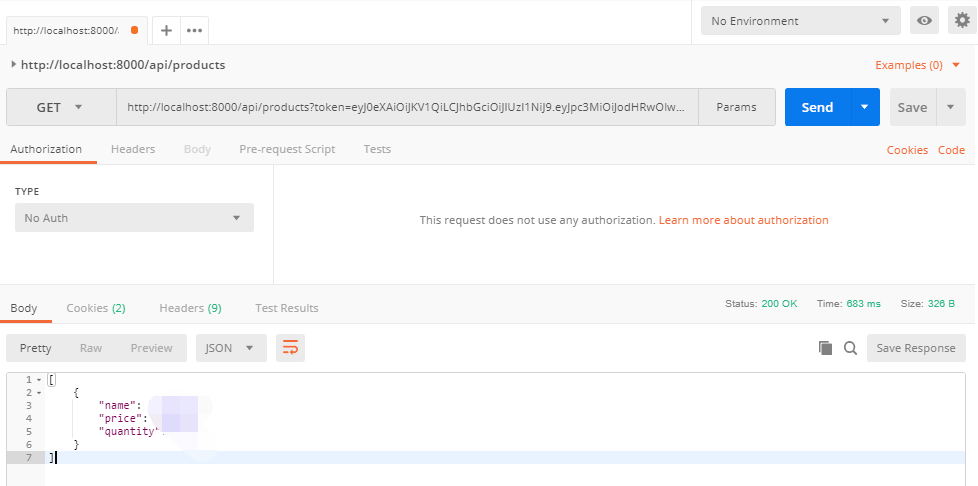 http://localhost:8000/
No Environment
http://localhost:8000/api/products
Examples (0)
GET
http://localhost:8000/api/products?token=eyJ0eXAiOiJKV1QiLCJhbGciOiJIUzI1NiJ9.eyJpc3MiOiJodHRwOlw...
Params
Send
Save
Authorization
Headers
Body
Pre-request Script
Tests
Cookies
Code
TYPE
No Auth
This request does not use any authorization. Learn more about authorization
Body
Cookies (2)
Headers (9)
Test Results
Status: 200 OK
Time: 683 ms
Size: 326 B
Pretty
Raw
Preview
JSON
Save Response
1 [
2 {
3 "name":
4 "price":
5 "quantity"
6 }
7 ]